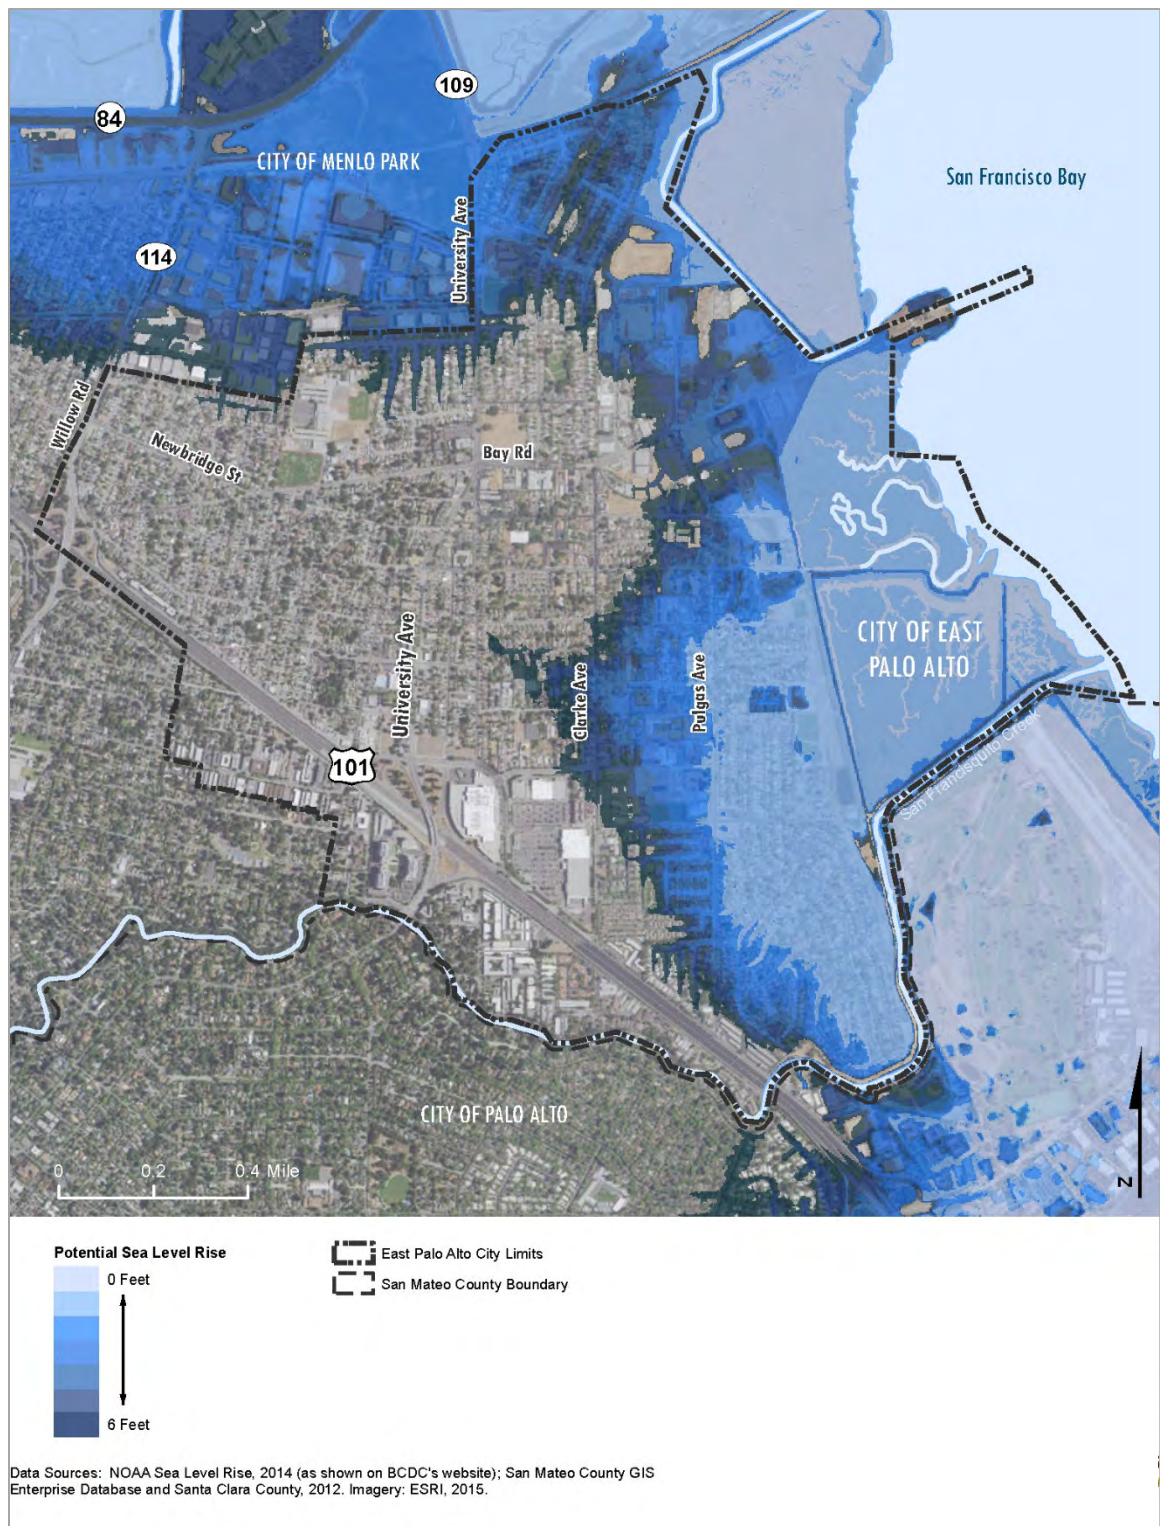 109
84
CITY OF MENLO PARK
San Francisco Bay
University Ave
114
Willow Rd
Newbridge St
Bay Rd
University Ave
Clarke Ave
Pulgas Ave
CITY OF EAST
PALO ALTO
101
San Francisquito Creek
CITY OF PALO ALTO
0 0.2 0.4 Mile
N
Potential Sea Level Rise
0 Feet
6 Feet
East Palo Alto City Limits
San Mateo County Boundary
Data Sources: NOAA Sea Level Rise, 2014 (as shown on BCDC's website); San Mateo County GIS
Enterprise Database and Santa Clara County, 2012. Imagery: ESRI, 2015.